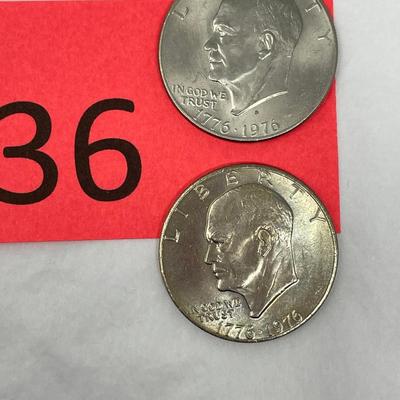 LIBERTY
IN GOD WE
TRUST
1776·1976
36
LIBERTY
IN GOD WE
TRUST
1776·1976